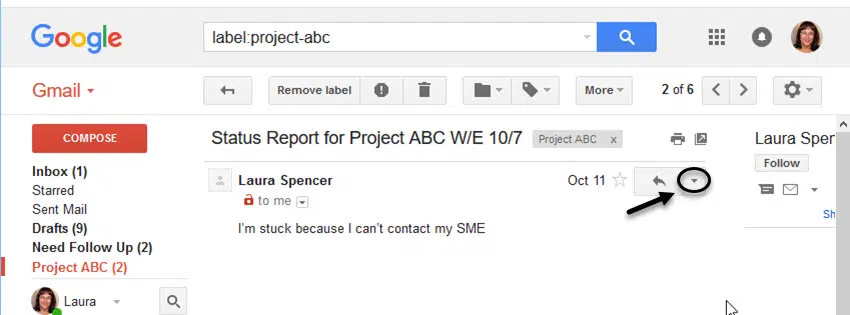 Google
label:project-abc
Gmail
Remove label
More
2 of 6
COMPOSE
Status Report for Project ABC W/E 10/7
Project ABC x
Laura Spen
Follow
Inbox (1)
Starred
Sent Mail
Drafts (9)
Need Follow Up (2)
Project ABC (2)
Laura Spencer
Oct 11
to me
I'm stuck because I can't contact my SME
Sh
Laura